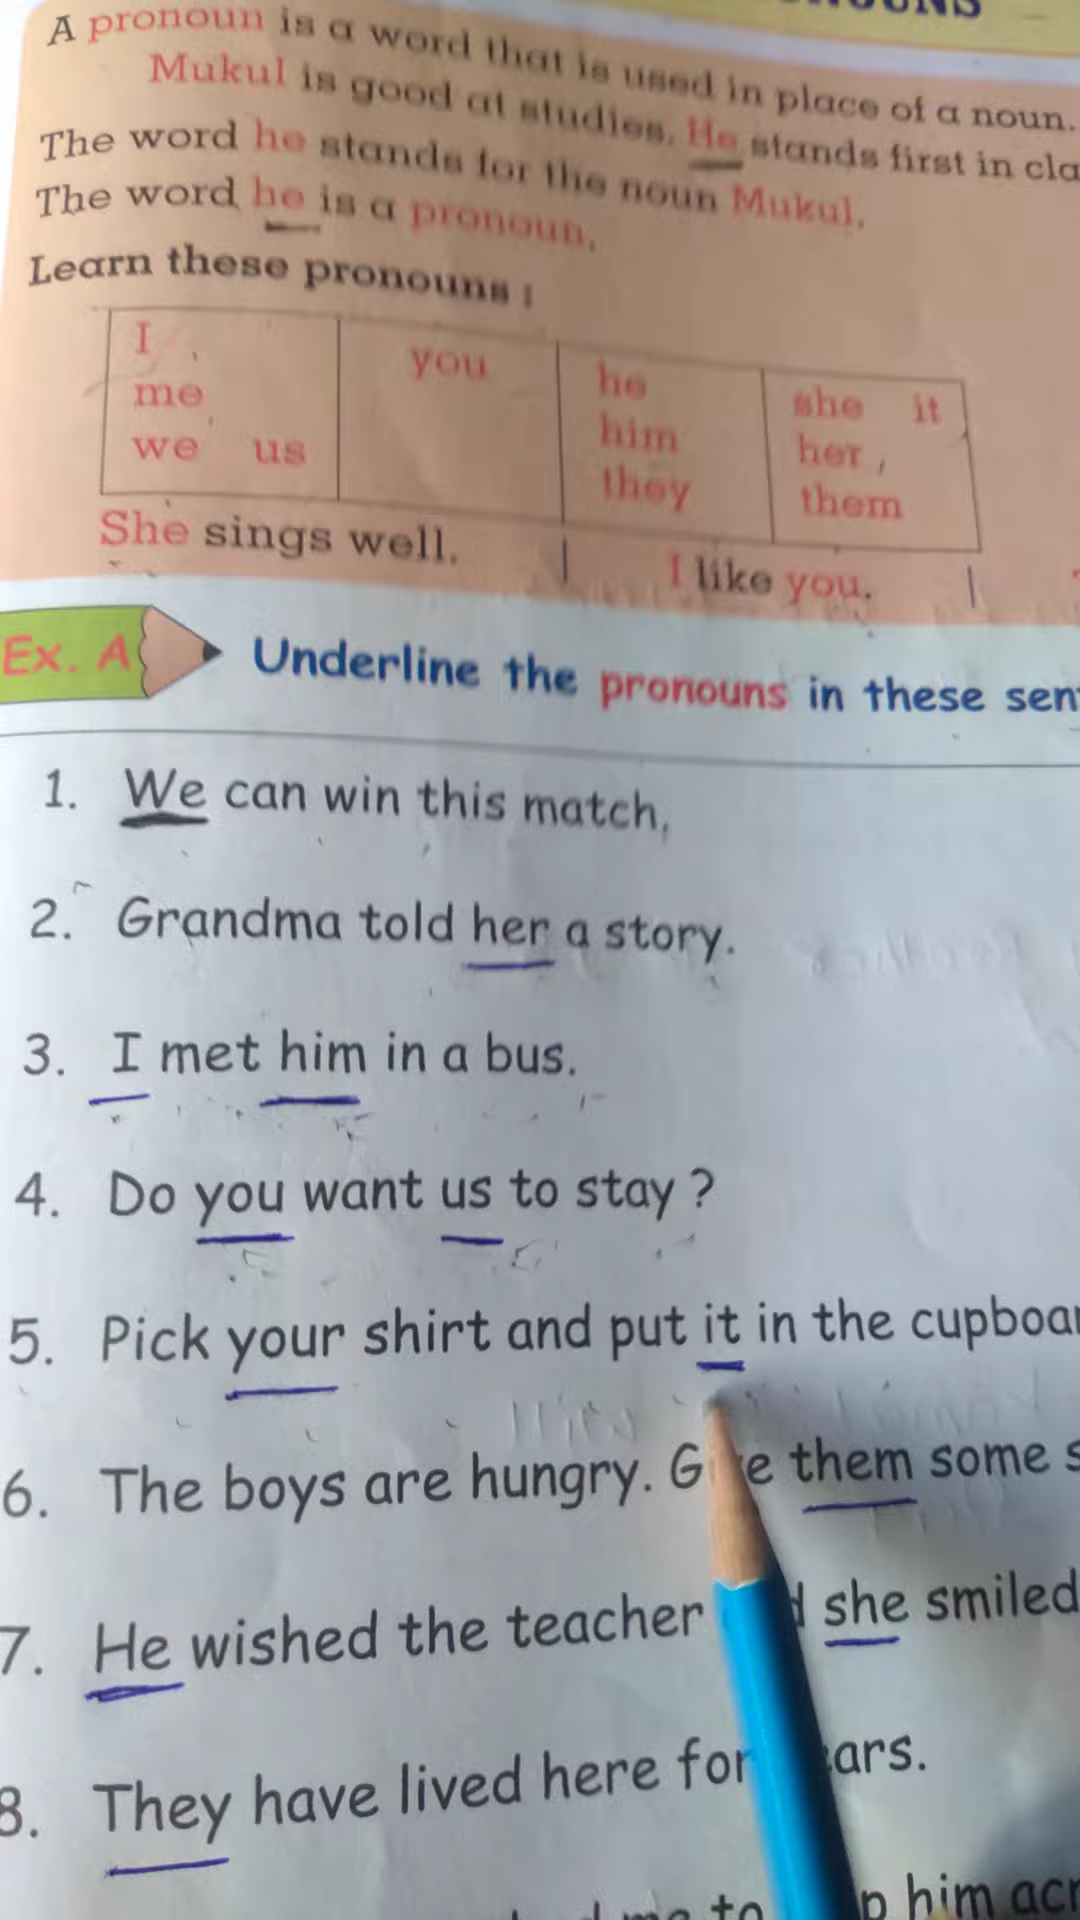 A pronoun is a word that is used in place of a noun.
Mukul is good at studies. He stands first in cla
The word he stands for the noun Mukul.
The word he is a pronoun.
Learn these pronouns :
I you he she it
me him her ,
we us they them
She sings well. | I like you. |
Ex. A Underline the pronouns in these sen
1. We can win this match,
2. Grandma told her a story.
3. I met him in a bus.
4. Do you want us to stay ?
5. Pick your shirt and put it in the cupboar
6. The boys are hungry. G e them some s
7. He wished the teacher she smiled
8. They have lived here for ars.
to p him acr